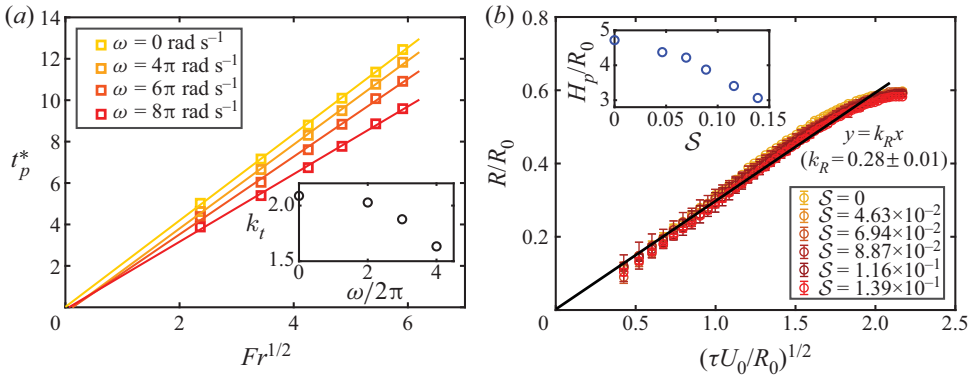 (a)
14
12
10
8
6
4
2
0
2
4
6
t*p
Fr^1/2
ω = 0 rad s⁻¹
ω = 4π rad s⁻¹
ω = 6π rad s⁻¹
ω = 8π rad s⁻¹
2.0
1.5
kt
0
2
4
ω/2π
(b)
0.8
0.6
0.4
0.2
0
0.5
1.0
1.5
2.0
2.5
R/R₀
(τU₀/R₀)^1/2
5
4
3
Hp/R₀
0
0.05
0.10
0.15
S
y = kR x
(kR = 0.28 ± 0.01)
S = 0
S = 4.63×10⁻²
S = 6.94×10⁻²
S = 8.87×10⁻²
S = 1.16×10⁻¹
S = 1.39×10⁻¹